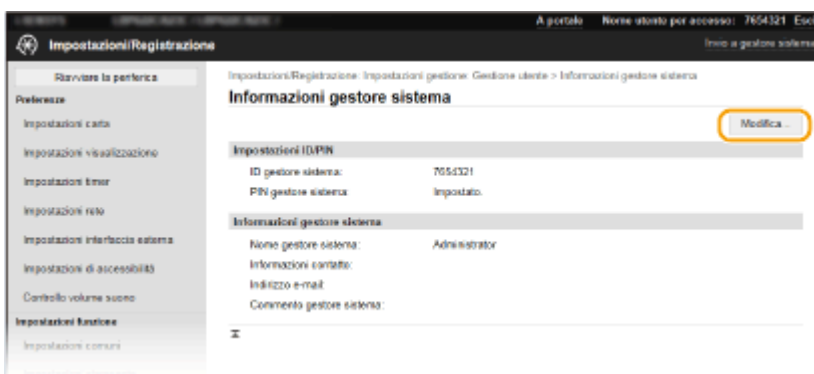 A portale Nome utente per accesso: 7654321 Esci
Impostazioni/Registrazione
Invio a gestore sistema
Riavviare la periferica
Preferenze
Impostazioni carta
Impostazioni visualizzazione
Impostazioni timer
Impostazioni rete
Impostazioni interfaccia esterna
Impostazioni di accessibilità
Controllo volume suono
Impostazioni funzione
Impostazioni comuni
Impostazioni/Registrazione: Impostazioni gestione: Gestione utente > Informazioni gestore sistema
Informazioni gestore sistema
Modifica...
Impostazioni ID/PIN
ID gestore sistema: 7654321
PIN gestore sistema: Impostato.
Informazioni gestore sistema
Nome gestore sistema: Administrator
Informazioni contatto:
Indirizzo e-mail:
Commento gestore sistema: